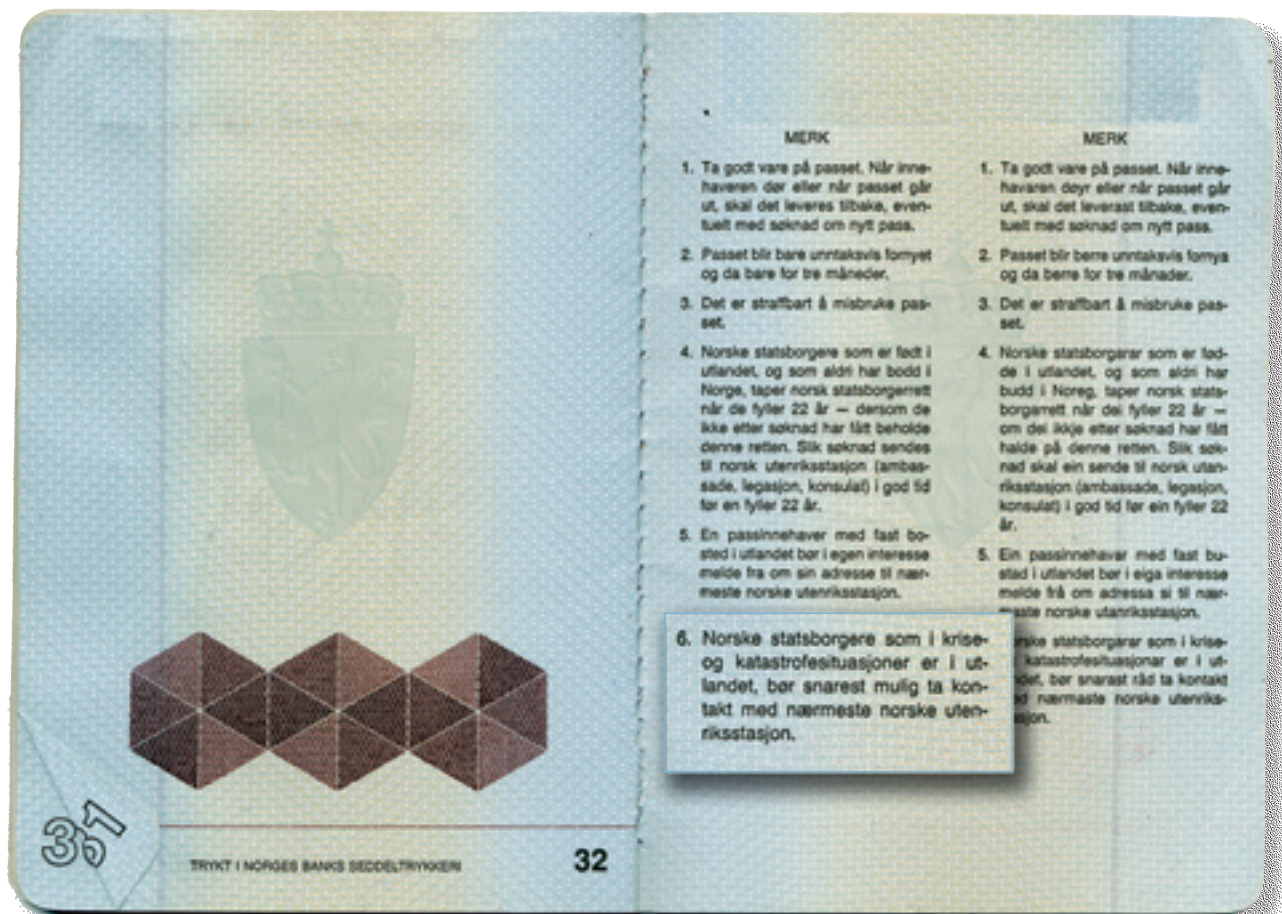 MERK
1. Ta godt vare på passet. Når inne-
haveren dør eller når passet går
ut, skal det leveres tilbake, even-
tuelt med søknad om nytt pass.
2. Passet blir bare unntaksvis fornyet
og da bare for tre måneder.
3. Det er straffbart å misbruke pas-
set.
4. Norske statsborgere som er født i
utlandet, og som aldri har bodd i
Norge, taper norsk statsborgerrett
når de fyller 22 år — dersom de
ikke etter søknad har fått beholde
denne retten. Slik søknad sendes
til norsk utenriksstasjon (ambas-
sade, legasjon, konsulat) i god tid
før en fyller 22 år.
5. En passinnehaver med fast bo-
sted i utlandet bør i egen interesse
melde fra om sin adresse til nær-
meste norske utenriksstasjon.
6. Norske statsborgere som i krise-
og katastrofesituasjoner er i ut-
landet, bør snarest mulig ta kon-
takt med nærmeste norske uten-
riksstasjon.
MERK
1. Ta godt vare på passet. Når inne-
havaren døyr eller når passet går
ut, skal det leverast tilbake, even-
tuelt med søknad om nytt pass.
2. Passet blir berre unntaksvis fornya
og da berre for tre månader.
3. Det er straffbart å misbruke pas-
set.
4. Norske statsborgarar som er fød-
de i utlandet, og som aldri har
budd i Noreg, taper norsk stats-
borgarrett når dei fyller 22 år —
om dei ikkje etter søknad har fått
halde på denne retten. Slik søk-
nad skal ein sende til norsk utan-
riksstasjon (ambassade, legasjon,
konsulat) i god tid før ein fyller 22
år.
5. Ein passinnehavar med fast bu-
stad i utlandet bør i eiga interesse
melde frå om adressa si til nær-
maste norske utanriksstasjon.
statsborgarar som i krise-
katastrofesituasjonar er i ut-
bør snarast råd ta kontakt
nærmaste norske utenriks-
31
TRYKT I NORGES BANKS SEDDELTRYKKERI
32